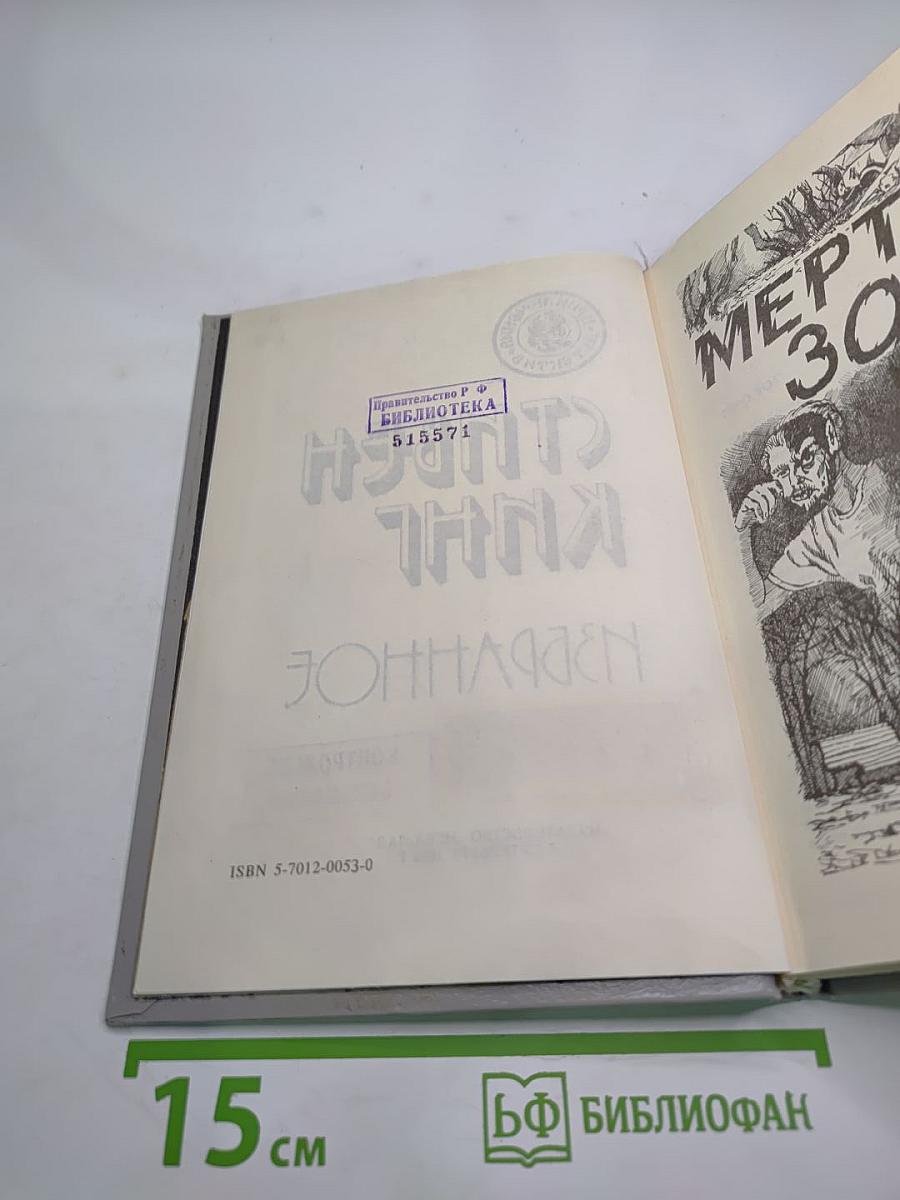 Правительство Р Ф
БИБЛИОТЕКА
515571
СТИВЕН
КИНГ
ИЗБРАННОЕ
ISBN 5-7012-0053-0
МЕРТ
ЗО
15 см
БФ БИБЛИОФАН